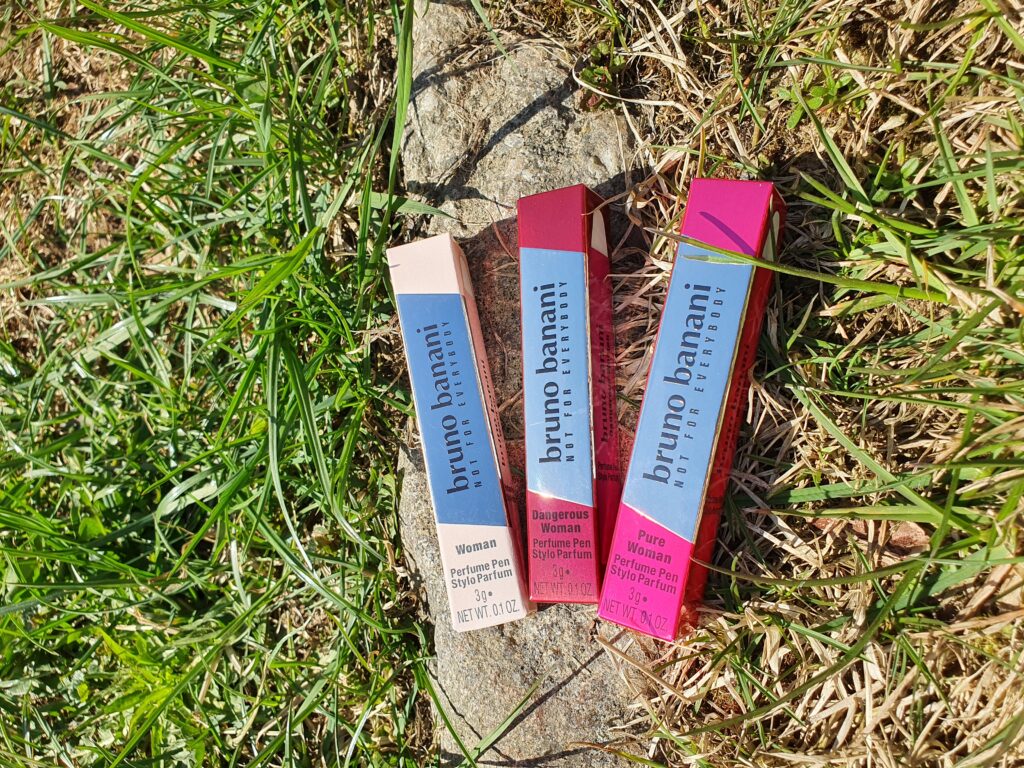 bruno banani
NOT FOR EVERYBODY
Woman
Perfume Pen
Stylo Parfum
3g•
NET WT. 0.1 OZ.
bruno banani
NOT FOR EVERYBODY
Dangerous
Woman
Perfume Pen
Stylo Parfum
3g•
NET WT. 0.1 OZ.
bruno banani
NOT FOR EVERYBODY
Pure
Woman
Perfume Pen
Stylo Parfum
3g•
NET WT. 0.1 OZ.